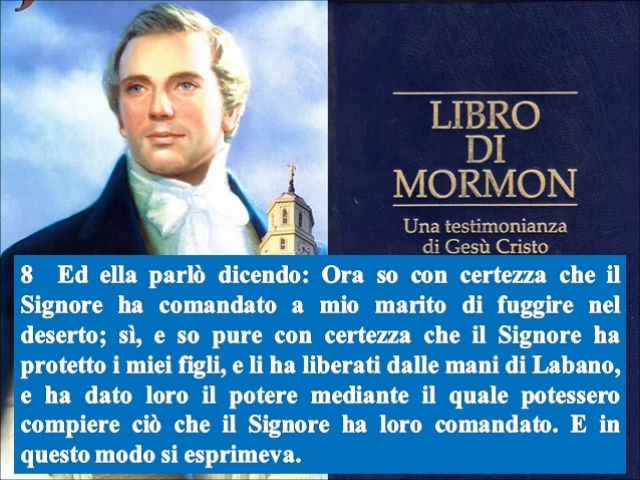 LIBRO
DI
MORMON
Una testimonianza
di Gesù Cristo
8 Ed ella parlò dicendo: Ora so con certezza che il
Signore ha comandato a mio marito di fuggire nel
deserto; sì, e so pure con certezza che il Signore ha
protetto i miei figli, e li ha liberati dalle mani di Labano,
e ha dato loro il potere mediante il quale potessero
compiere ciò che il Signore ha loro comandato. E in
questo modo si esprimeva.